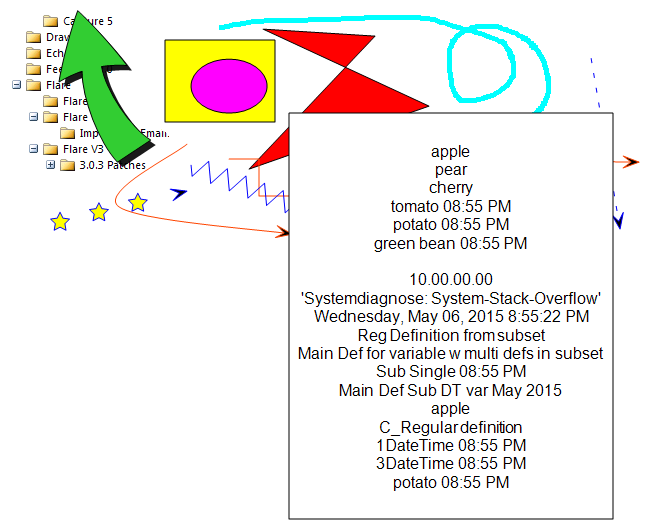 Capture 5
Flare
Flare
Flare
Flare V3
3.0.3 Patches
apple
pear
cherry
tomato 08:55 PM
potato 08:55 PM
green bean 08:55 PM
10.00.00.00
'Systemdiagnose: System-Stack-Overflow'
Wednesday, May 06, 2015 8:55:22 PM
Reg Definition from subset
Main Def for variable w multi defs in subset
Sub Single 08:55 PM
Main Def Sub DT var May 2015
apple
C_Regular definition
1DateTime 08:55 PM
3DateTime 08:55 PM
potato 08:55 PM